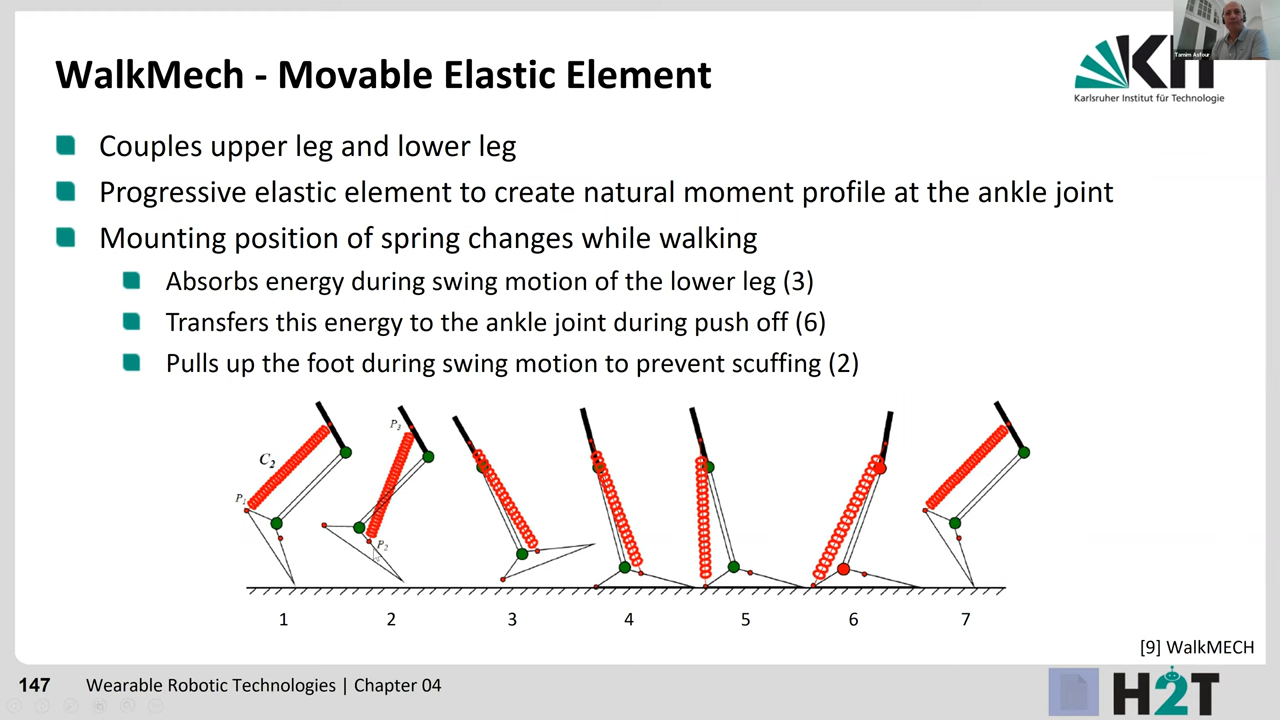 Tamim Asfour
WalkMech - Movable Elastic Element
KIT
Karlsruher Institut für Technologie
Couples upper leg and lower leg
Progressive elastic element to create natural moment profile at the ankle joint
Mounting position of spring changes while walking
Absorbs energy during swing motion of the lower leg (3)
Transfers this energy to the ankle joint during push off (6)
Pulls up the foot during swing motion to prevent scuffing (2)
P3
C2
P1
P2
1 2 3 4 5 6 7
[9] WalkMECH
147 Wearable Robotic Technologies | Chapter 04
H2T